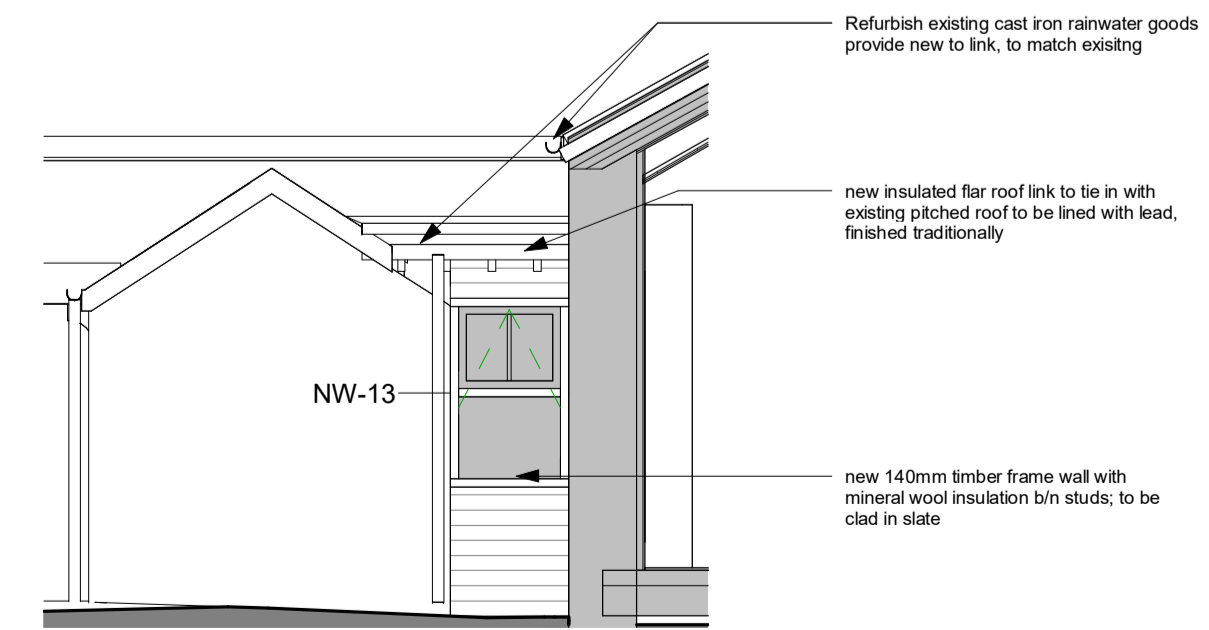 Refurbish existing cast iron rainwater goods
provide new to link, to match exisitng
new insulated flar roof link to tie in with
existing pitched roof to be lined with lead,
finished traditionally
NW-13
new 140mm timber frame wall with
mineral wool insulation b/n studs; to be
clad in slate